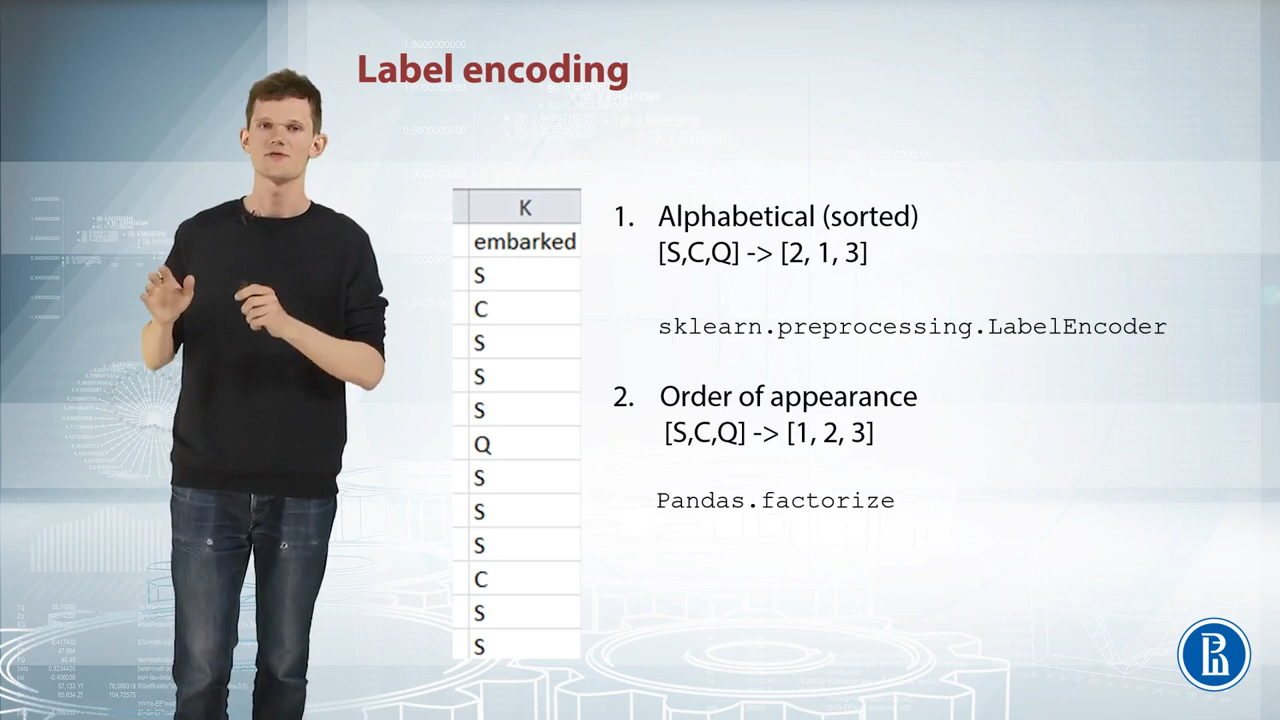 Label encoding
K
embarked
S
C
S
S
S
Q
S
S
S
C
S
S
1. Alphabetical (sorted)
[S,C,Q] -> [2, 1, 3]
sklearn.preprocessing.LabelEncoder
2. Order of appearance
[S,C,Q] -> [1, 2, 3]
Pandas.factorize